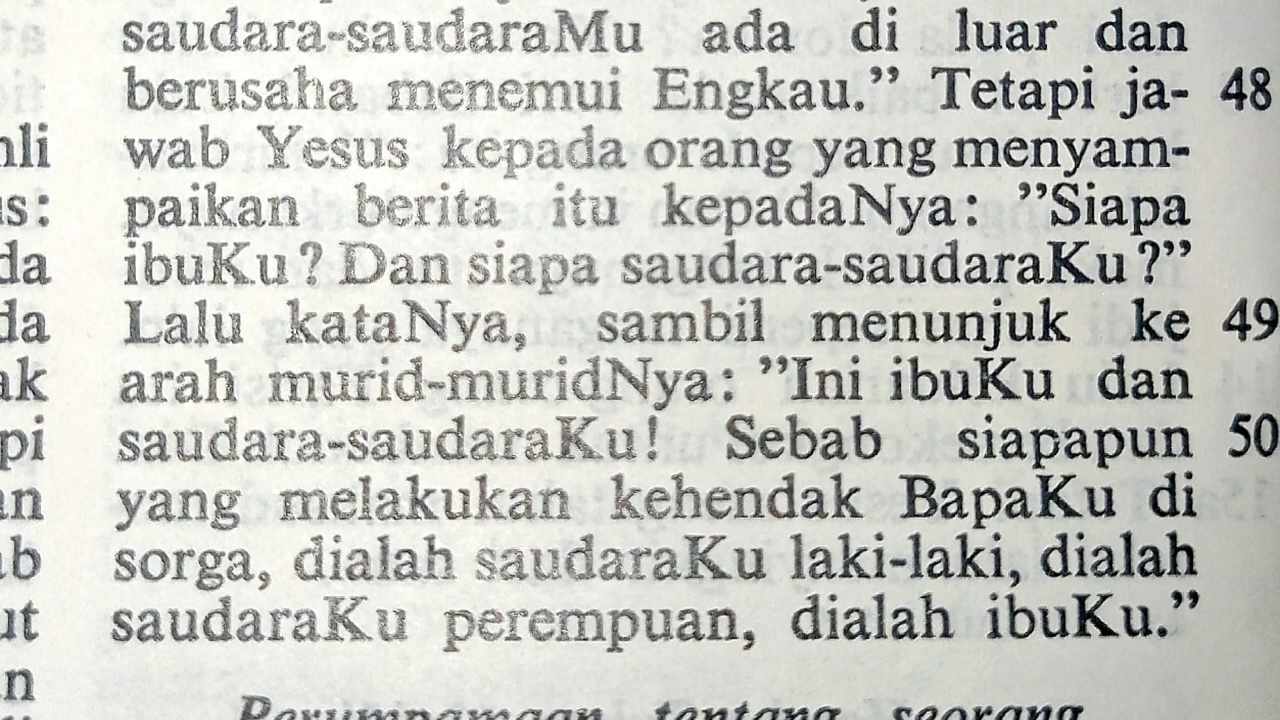 saudara-saudaraMu ada di luar dan
berusaha menemui Engkau.” Tetapi ja- 48
wab Yesus kepada orang yang menyam-
paikan berita itu kepadaNya: ”Siapa
ibuKu? Dan siapa saudara-saudaraKu?”
Lalu kataNya, sambil menunjuk ke 49
arah murid-muridNya: ”Ini ibuKu dan
saudara-saudaraKu! Sebab siapapun 50
yang melakukan kehendak BapaKu di
sorga, dialah saudaraKu laki-laki, dialah
saudaraKu perempuan, dialah ibuKu.”
Perumpamaan tentang seorang